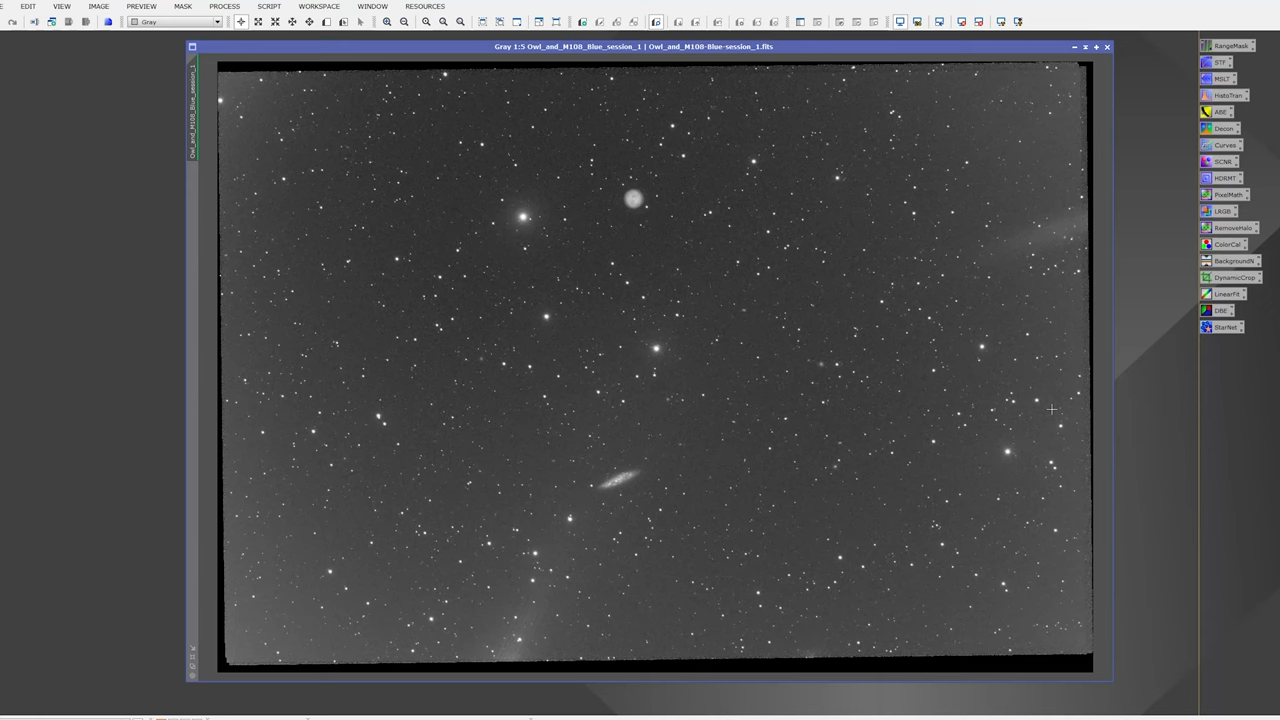 E EDIT VIEW IMAGE PREVIEW MASK PROCESS SCRIPT WORKSPACE WINDOW RESOURCES
Gray
Gray 1:5 Owl_and_M108_Blue_session_1 | Owl_and_M108-Blue-session_1.fits
Owl_and_M108_Blue_session_1
RangeMask
STF
MSLT
HistoTran
ABE
Decon
Curves
SCNR
HDRMT
PixelMath
LRGB
RemoveHalo
ColorCal
BackgroundN
DynamicCrop
LinearFit
DBE
StarNet